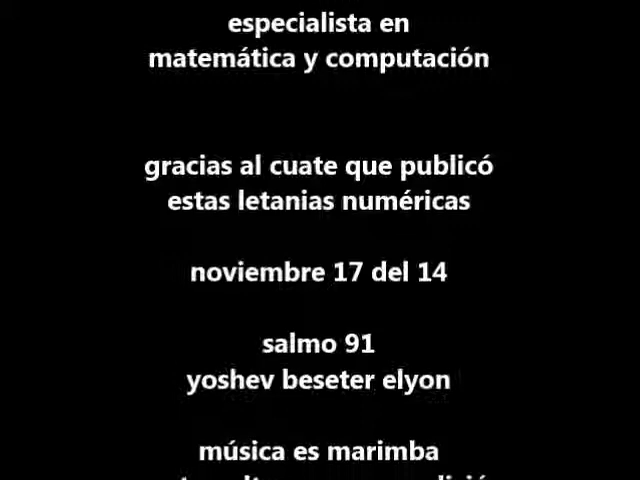 especialista en
matemática y computación
gracias al cuate que publicó
estas letanias numéricas
noviembre 17 del 14
salmo 91
yoshev beseter elyon
música es marimba